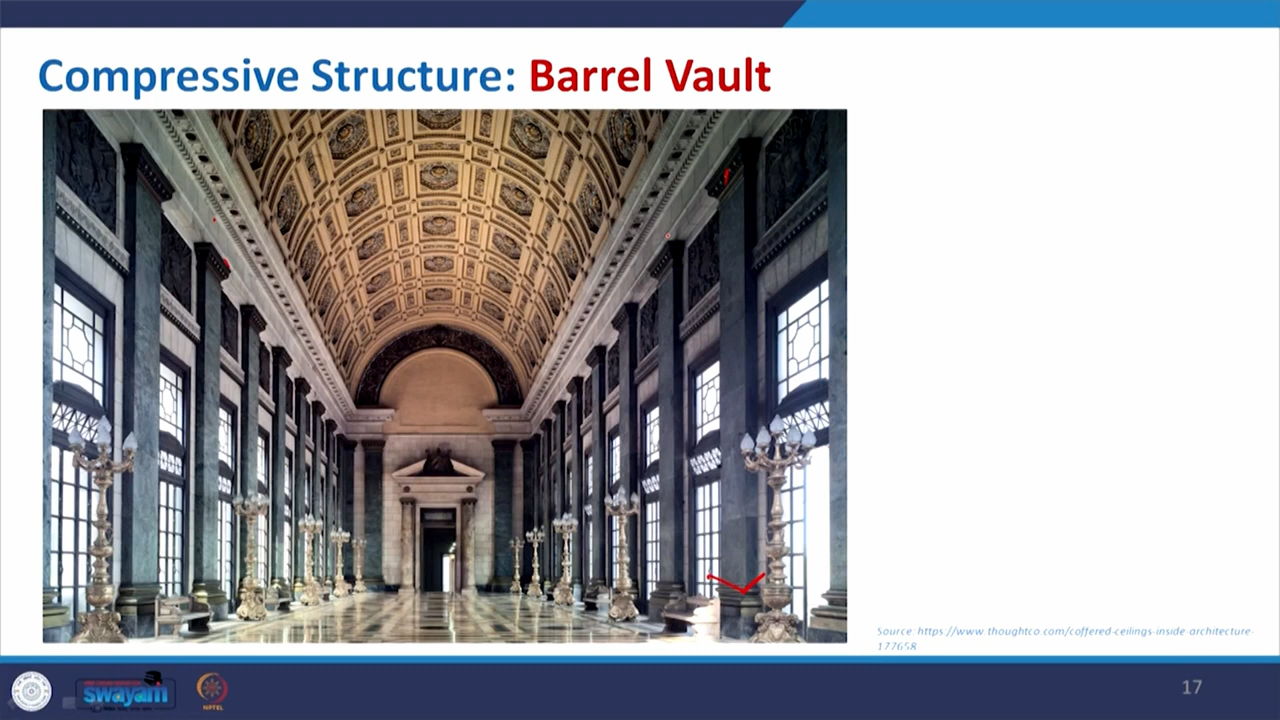 Compressive Structure: Barrel Vault
Source: https://www.thoughtco.com/coffered-ceilings-inside-architecture-
177658
swayam
NPTEL
17